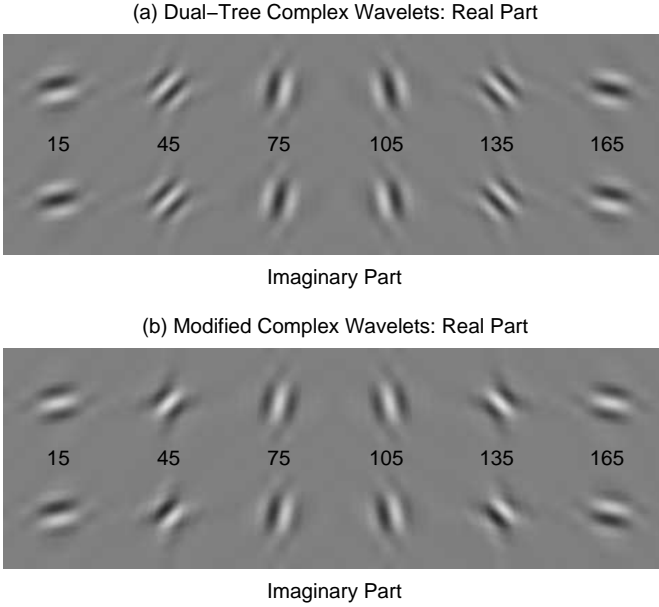 (a) Dual−Tree Complex Wavelets: Real Part
15 45 75 105 135 165
Imaginary Part
(b) Modified Complex Wavelets: Real Part
15 45 75 105 135 165
Imaginary Part